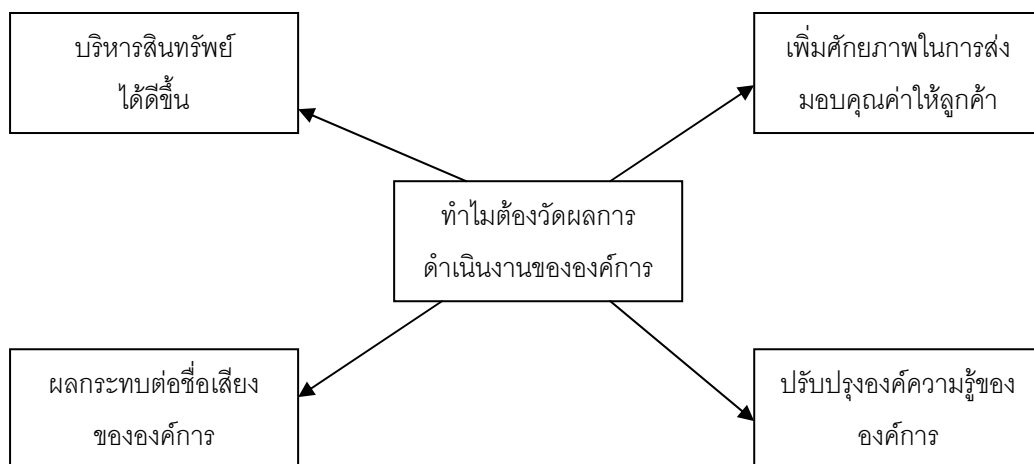 บริหารสินทรัพย์
ได้ดีขึ้น
เพิ่มศักยภาพในการส่ง
มอบคุณค่าให้ลูกค้า
ทำไมต้องวัดผลการ
ดำเนินงานขององค์การ
ผลกระทบต่อชื่อเสียง
ขององค์การ
ปรับปรุงองค์ความรู้ของ
องค์การ